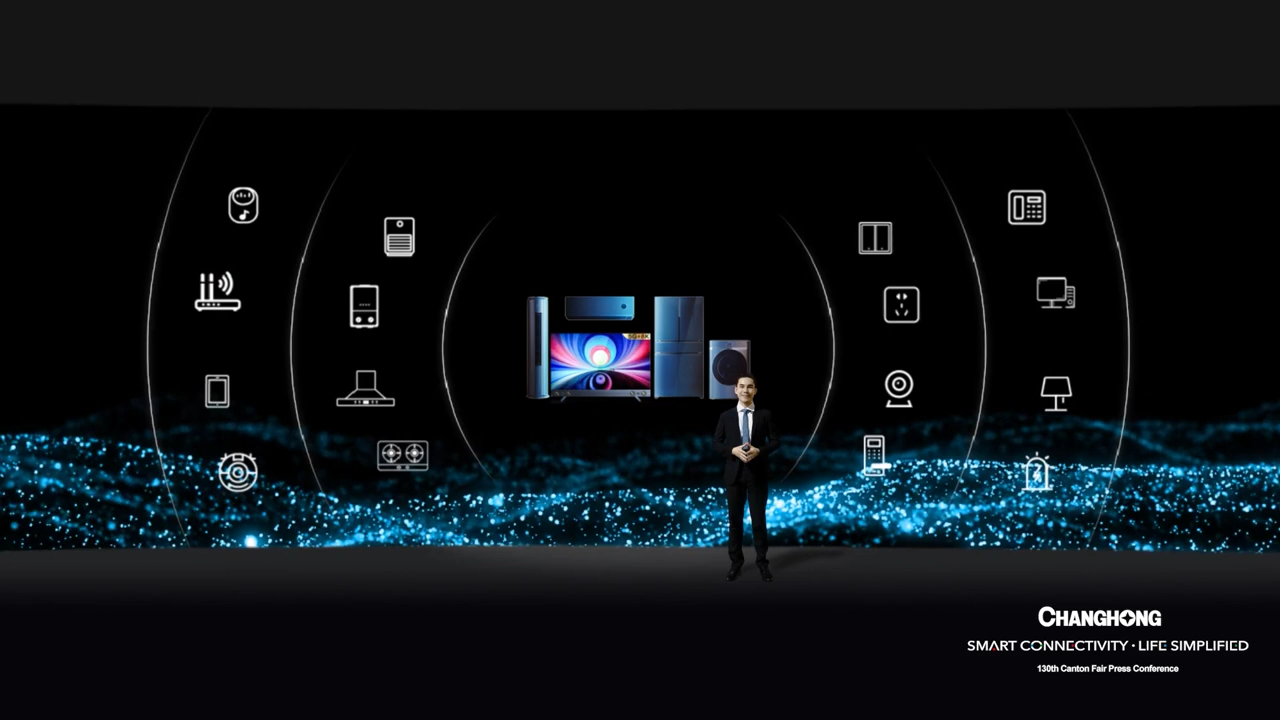 CHANGHONG
SMART CONNECTIVITY · LIFE SIMPLIFIED
130th Canton Fair Press Conference